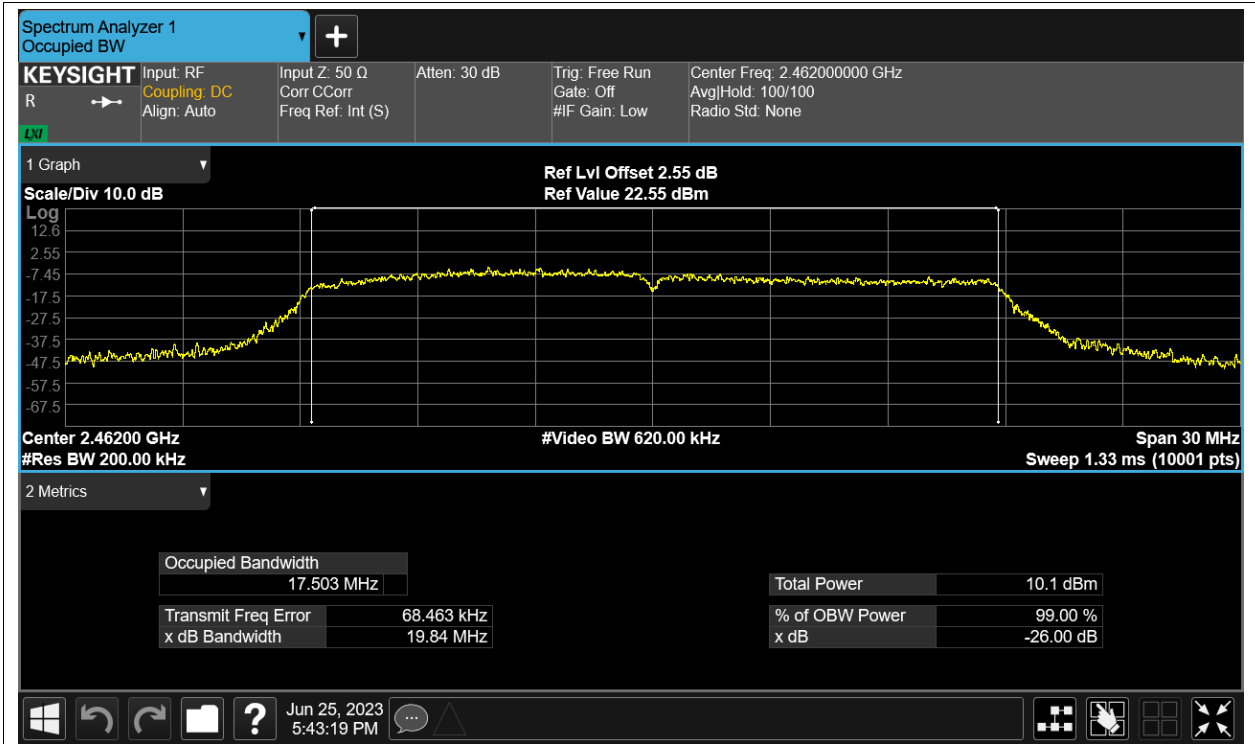 Spectrum Analyzer 1
Occupied BW
KEYSIGHT
R
LXI
Input: RF
Coupling: DC
Align: Auto
Input Z: 50 Ω
Corr CCorr
Freq Ref: Int (S)
Atten: 30 dB
Trig: Free Run
Gate: Off
#IF Gain: Low
Center Freq: 2.462000000 GHz
Avg|Hold: 100/100
Radio Std: None
1 Graph
Ref Lvl Offset 2.55 dB
Scale/Div 10.0 dB
Ref Value 22.55 dBm
Log
12.6
2.55
-7.45
-17.5
-27.5
-37.5
-47.5
-57.5
-67.5
Center 2.46200 GHz
#Video BW 620.00 kHz
Span 30 MHz
#Res BW 200.00 kHz
Sweep 1.33 ms (10001 pts)
2 Metrics
Occupied Bandwidth
17.503 MHz
Total Power 10.1 dBm
Transmit Freq Error 68.463 kHz
% of OBW Power 99.00 %
x dB Bandwidth 19.84 MHz
x dB -26.00 dB
?
Jun 25, 2023
5:43:19 PM